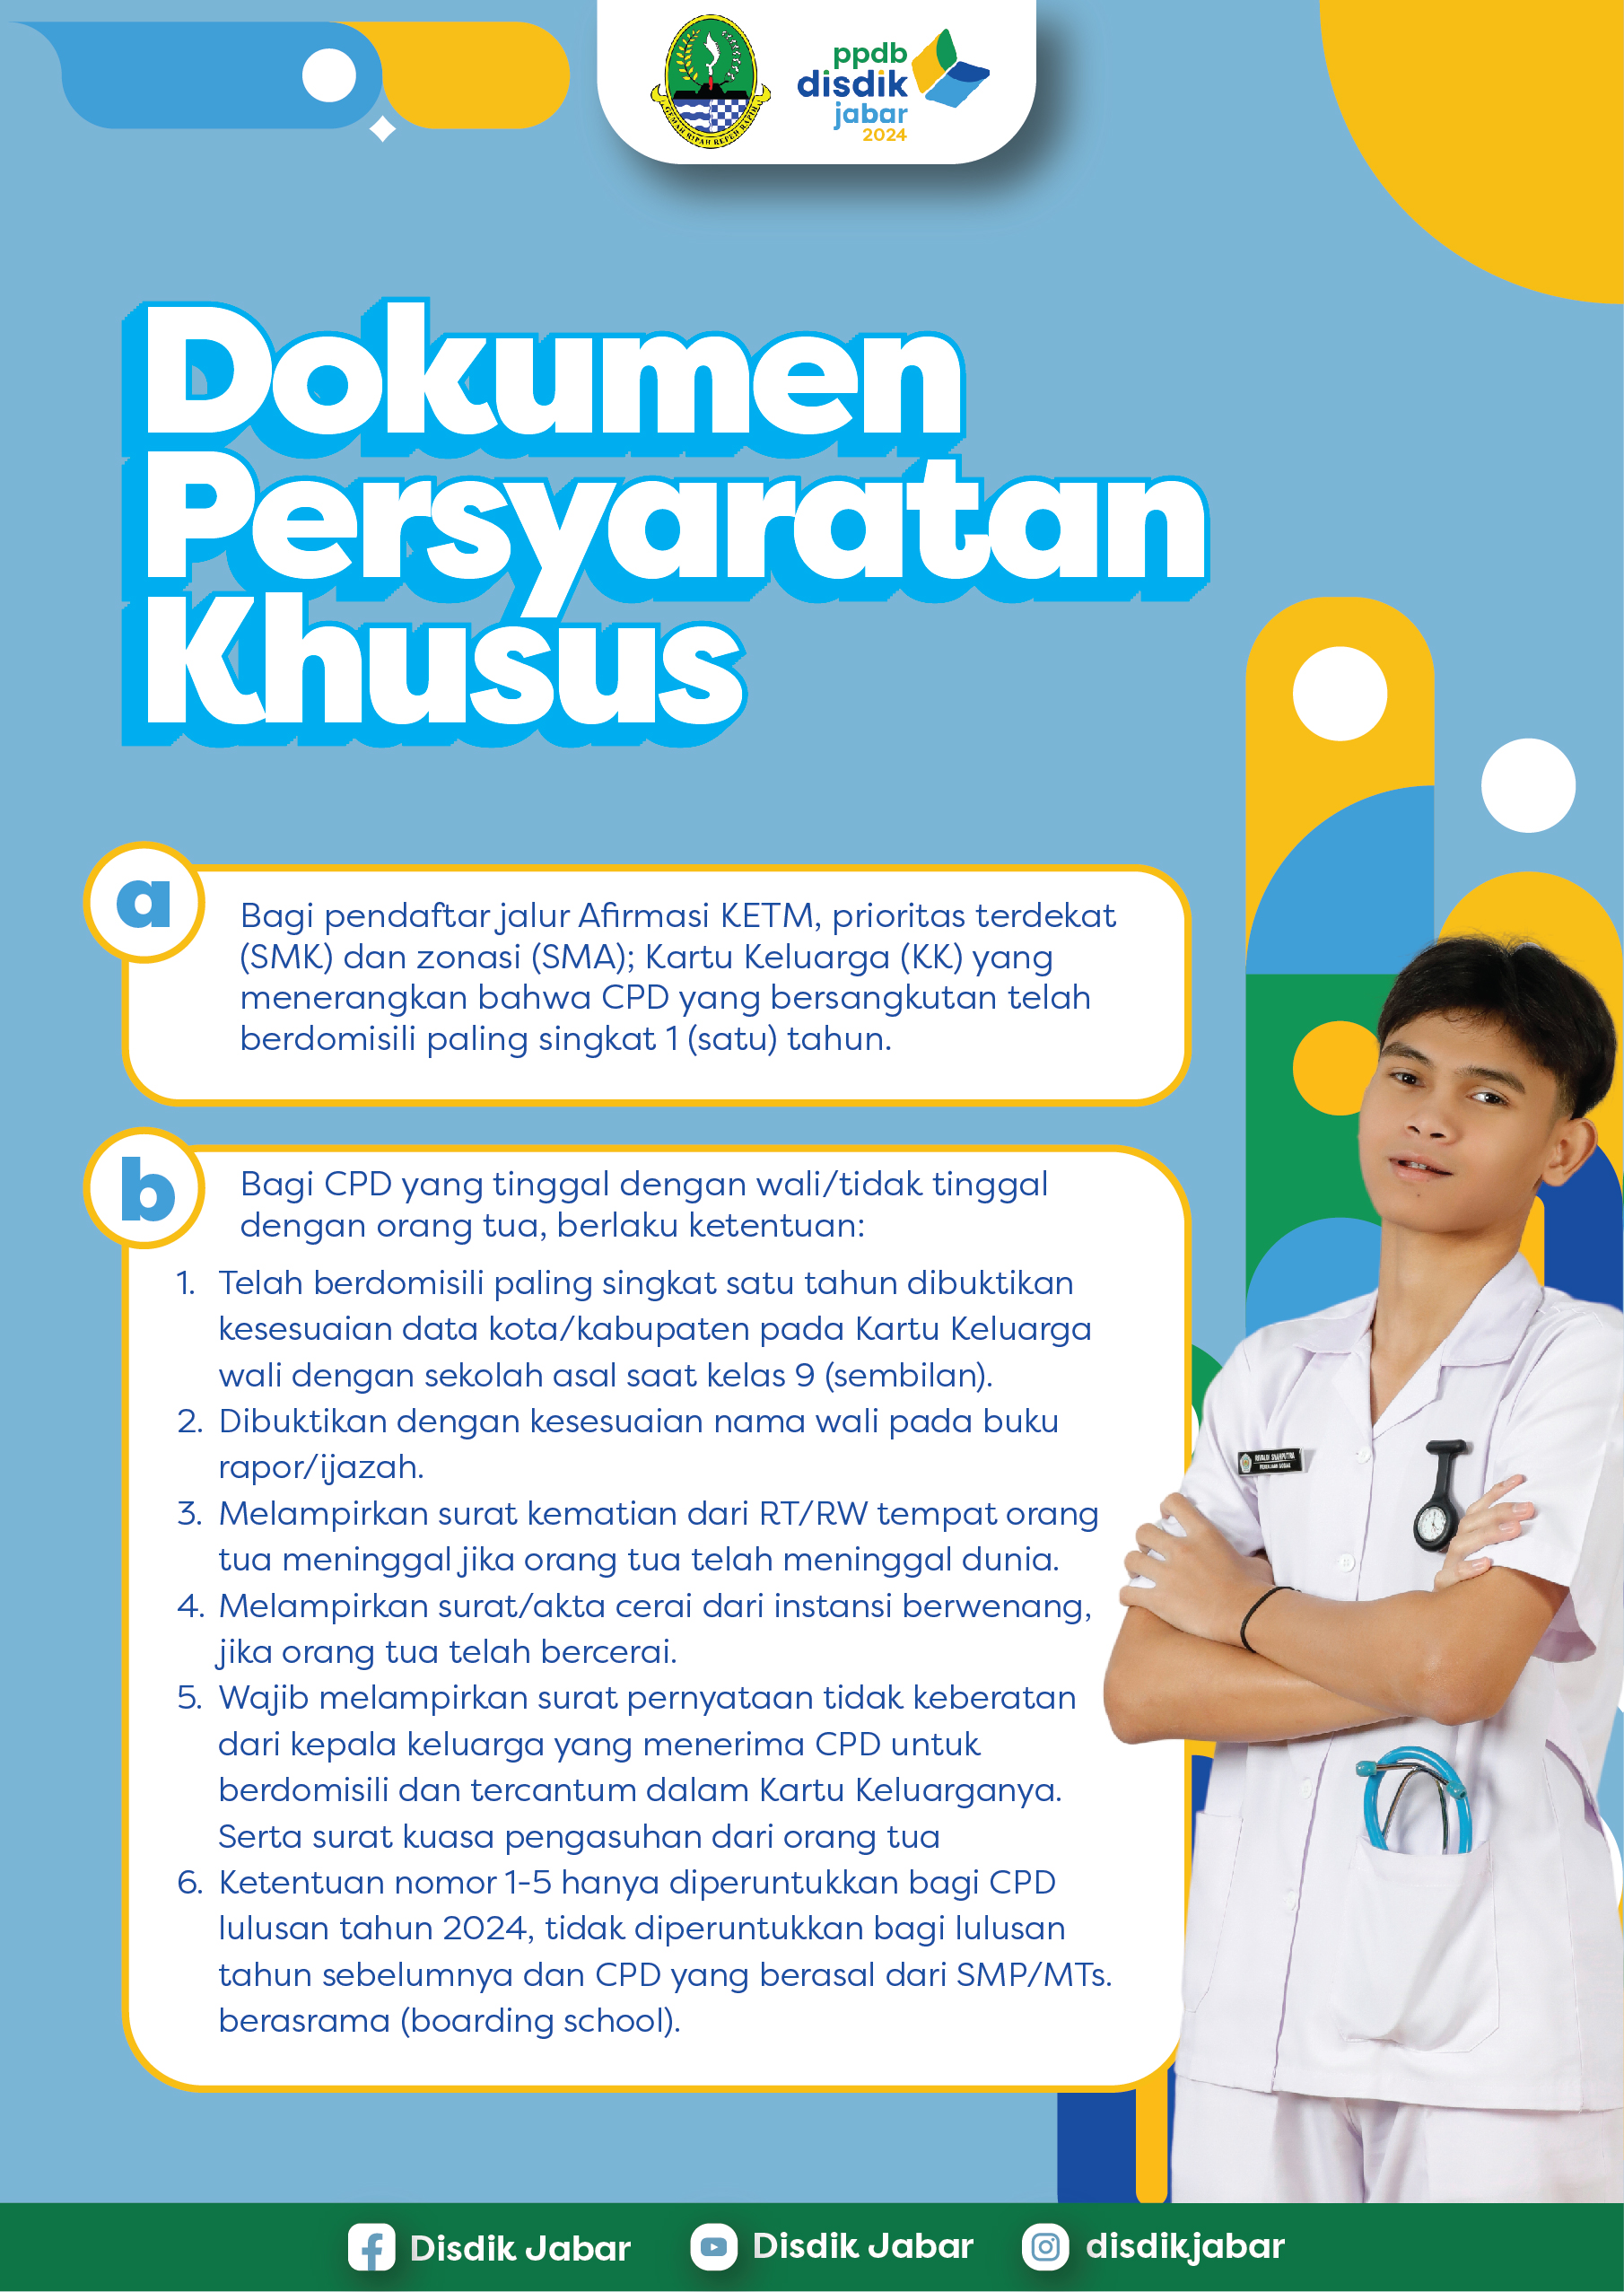 GEMAH RIPAH REPEH RAPIH
ppdb
disdik
jabar
2024
Dokumen
Persyaratan
Khusus
a
Bagi pendaftar jalur Afirmasi KETM, prioritas terdekat
(SMK) dan zonasi (SMA); Kartu Keluarga (KK) yang
menerangkan bahwa CPD yang bersangkutan telah
berdomisili paling singkat 1 (satu) tahun.
b
Bagi CPD yang tinggal dengan wali/tidak tinggal
dengan orang tua, berlaku ketentuan:
1. Telah berdomisili paling singkat satu tahun dibuktikan
kesesuaian data kota/kabupaten pada Kartu Keluarga
wali dengan sekolah asal saat kelas 9 (sembilan).
2. Dibuktikan dengan kesesuaian nama wali pada buku
rapor/ijazah.
3. Melampirkan surat kematian dari RT/RW tempat orang
tua meninggal jika orang tua telah meninggal dunia.
4. Melampirkan surat/akta cerai dari instansi berwenang,
jika orang tua telah bercerai.
5. Wajib melampirkan surat pernyataan tidak keberatan
dari kepala keluarga yang menerima CPD untuk
berdomisili dan tercantum dalam Kartu Keluarganya.
Serta surat kuasa pengasuhan dari orang tua
6. Ketentuan nomor 1-5 hanya diperuntukkan bagi CPD
lulusan tahun 2024, tidak diperuntukkan bagi lulusan
tahun sebelumnya dan CPD yang berasal dari SMP/MTs.
berasrama (boarding school).
Disdik Jabar
Disdik Jabar
disdikjabar